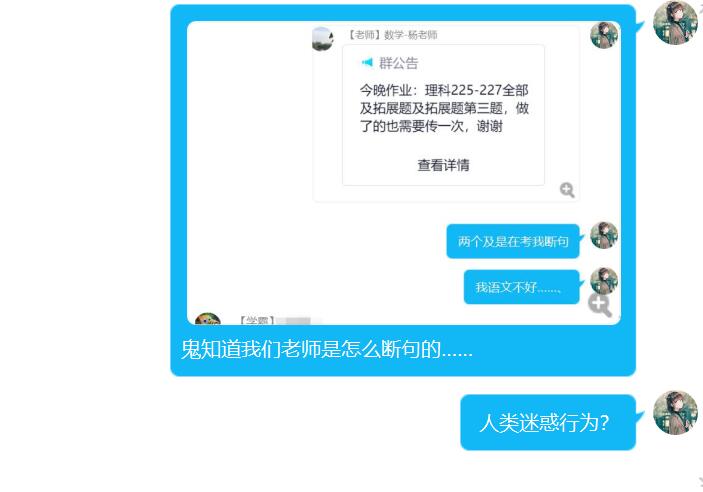 【老师】数学-杨老师
群公告
今晚作业：理科225-227全部
及拓展题及拓展题第三题，做
了的也需要传一次，谢谢
查看详情
两个及是在考我断句
我语文不好......、
【学霸】
鬼知道我们老师是怎么断句的......
人类迷惑行为？